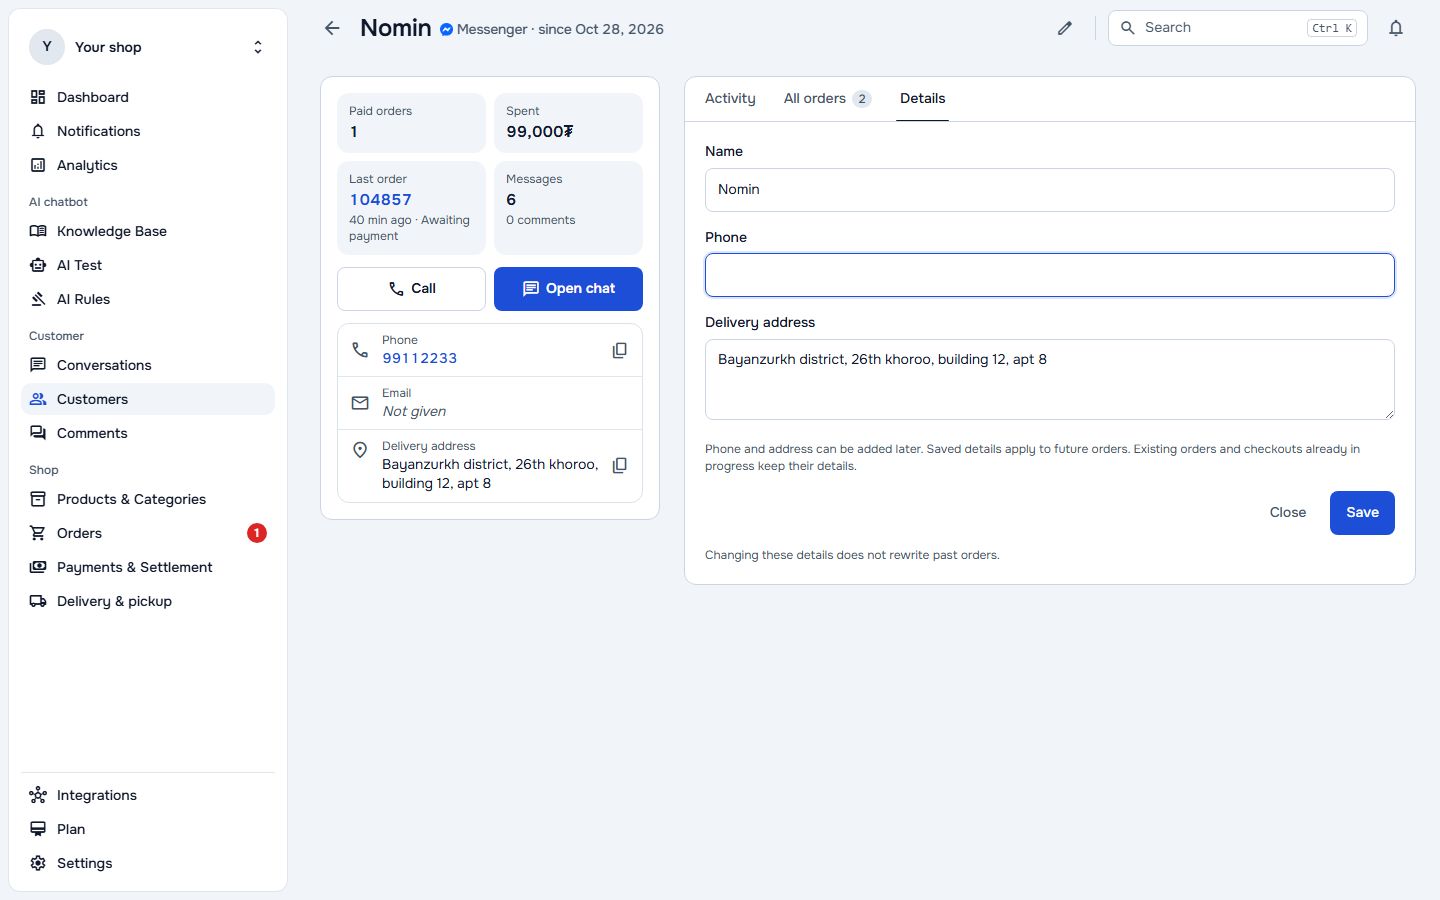 Y
Your shop
Dashboard
Notifications
Analytics
AI chatbot
Knowledge Base
AI Test
AI Rules
Customer
Conversations
Customers
Comments
Shop
Products & Categories
Orders
1
Payments & Settlement
Delivery & pickup
Integrations
Plan
Settings
Nomin
Messenger · since Oct 28, 2026
Search
Ctrl K
Paid orders
1
Spent
99,000₮
Last order
104857
40 min ago · Awaiting
payment
Messages
6
0 comments
Call
Open chat
Phone
99112233
Email
Not given
Delivery address
Bayanzurkh district, 26th khoroo,
building 12, apt 8
Activity
All orders 2
Details
Name
Nomin
Phone
Delivery address
Bayanzurkh district, 26th khoroo, building 12, apt 8
Phone and address can be added later. Saved details apply to future orders. Existing orders and checkouts already in
progress keep their details.
Close
Save
Changing these details does not rewrite past orders.